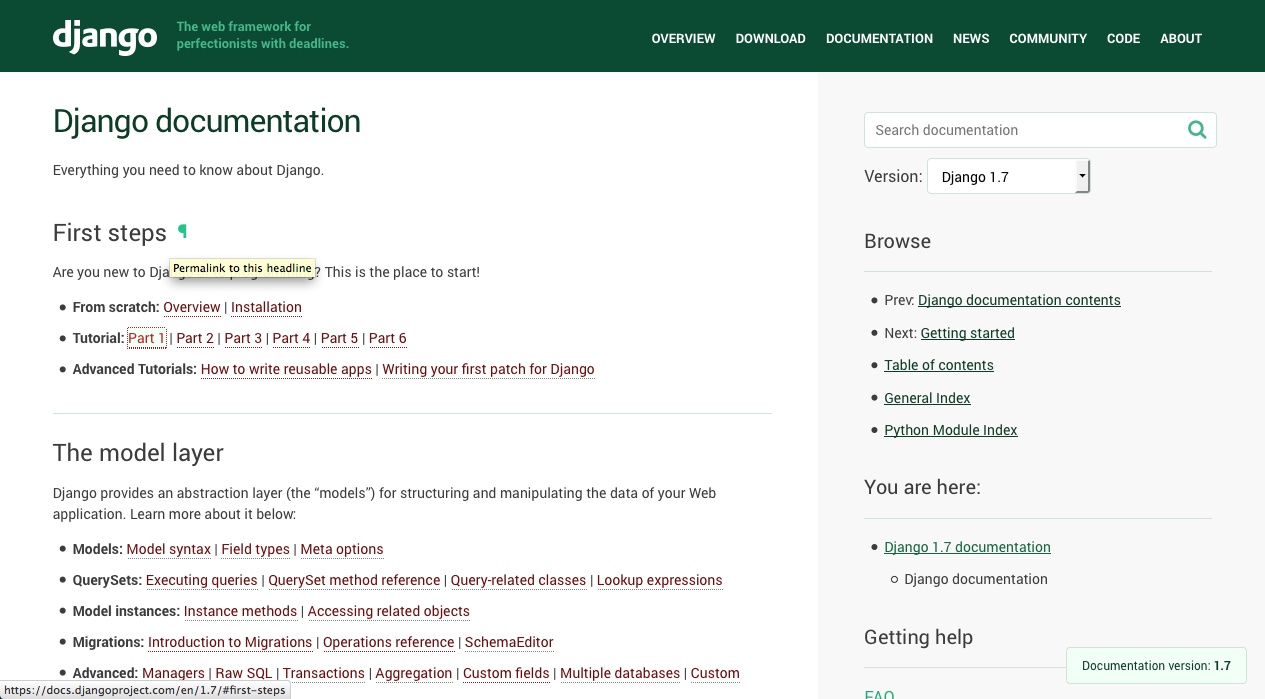 django
The web framework for
perfectionists with deadlines.
OVERVIEW DOWNLOAD DOCUMENTATION NEWS COMMUNITY CODE ABOUT
Django documentation
Everything you need to know about Django.
First steps ¶
Permalink to this headline
Are you new to ? This is the place to start!
• From scratch: Overview | Installation
• Tutorial: Part 1 | Part 2 | Part 3 | Part 4 | Part 5 | Part 6
• Advanced Tutorials: How to write reusable apps | Writing your first patch for Django
The model layer
Django provides an abstraction layer (the “models”) for structuring and manipulating the data of your Web
application. Learn more about it below:
• Models: Model syntax | Field types | Meta options
• QuerySets: Executing queries | QuerySet method reference | Query-related classes | Lookup expressions
• Model instances: Instance methods | Accessing related objects
• Migrations: Introduction to Migrations | Operations reference | SchemaEditor
• Advanced: Managers | Raw SQL | Transactions | Aggregation | Custom fields | Multiple databases | Custom
https://docs.djangoproject.com/en/1.7/#first-steps
Search documentation
Version: Django 1.7
Browse
• Prev: Django documentation contents
• Next: Getting started
• Table of contents
• General Index
• Python Module Index
You are here:
• Django 1.7 documentation
◦ Django documentation
Getting help
FAQ
Documentation version: 1.7